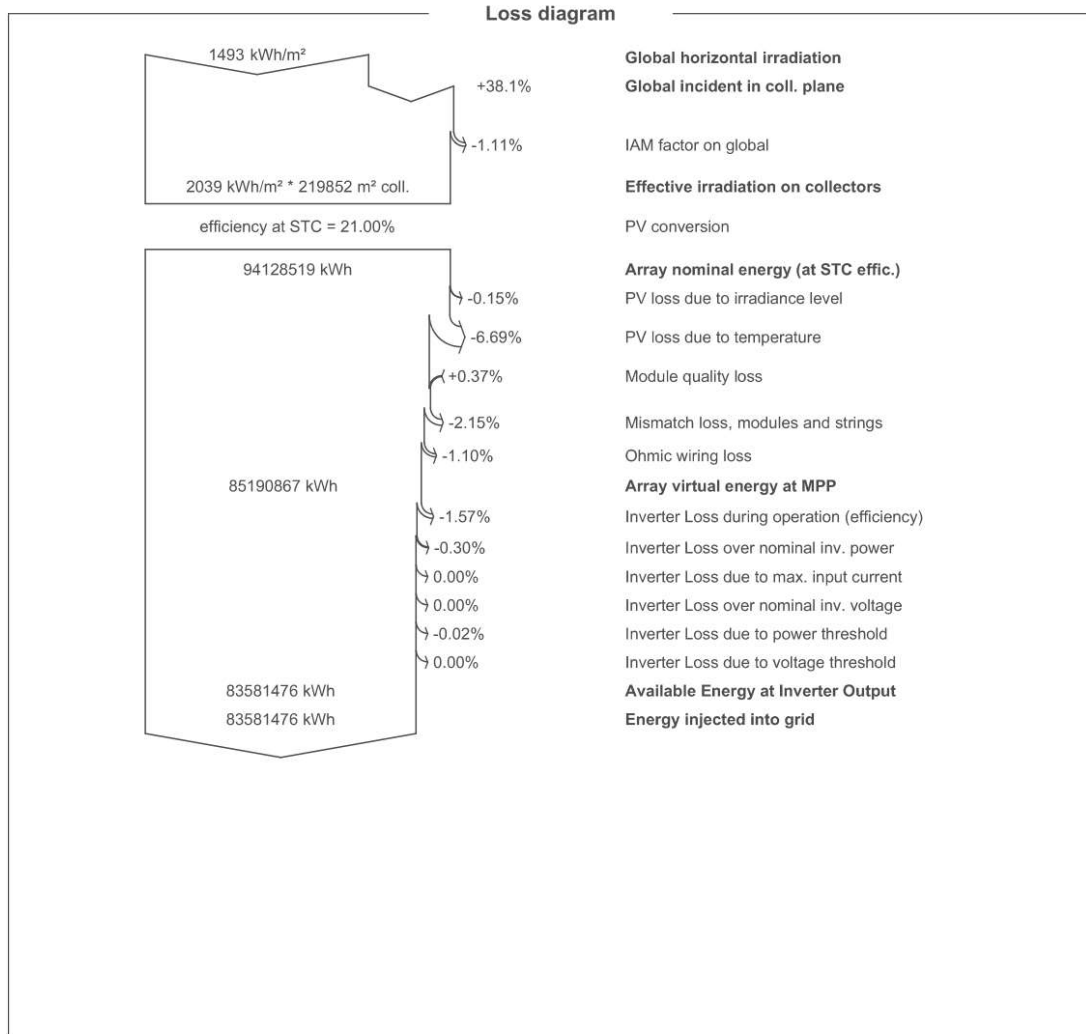 Loss diagram
1493 kWh/m² Global horizontal irradiation
+38.1% Global incident in coll. plane
-1.11% IAM factor on global
2039 kWh/m² * 219852 m² coll. Effective irradiation on collectors
efficiency at STC = 21.00% PV conversion
94128519 kWh Array nominal energy (at STC effic.)
-0.15% PV loss due to irradiance level
-6.69% PV loss due to temperature
+0.37% Module quality loss
-2.15% Mismatch loss, modules and strings
-1.10% Ohmic wiring loss
85190867 kWh Array virtual energy at MPP
-1.57% Inverter Loss during operation (efficiency)
-0.30% Inverter Loss over nominal inv. power
0.00% Inverter Loss due to max. input current
0.00% Inverter Loss over nominal inv. voltage
-0.02% Inverter Loss due to power threshold
0.00% Inverter Loss due to voltage threshold
83581476 kWh Available Energy at Inverter Output
83581476 kWh Energy injected into grid